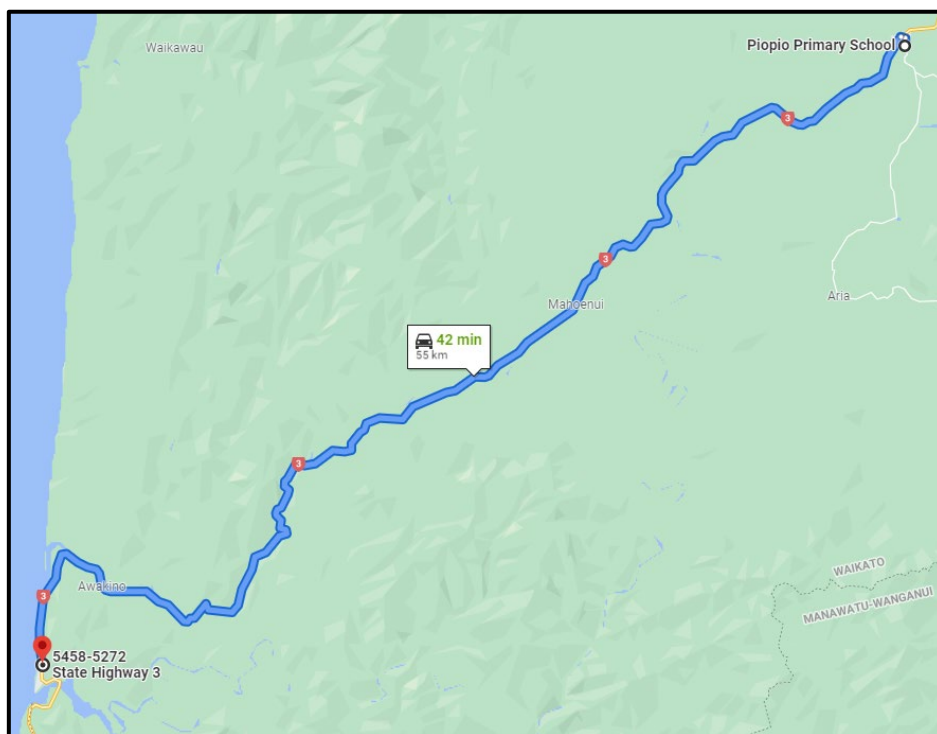 Waikawau
Piopio Primary School
3
3
Mahoenui
Aria
42 min
55 km
3
WAIKATO
MANAWATU-WANGANUI
Awakino
3
5458-5272
State Highway 3